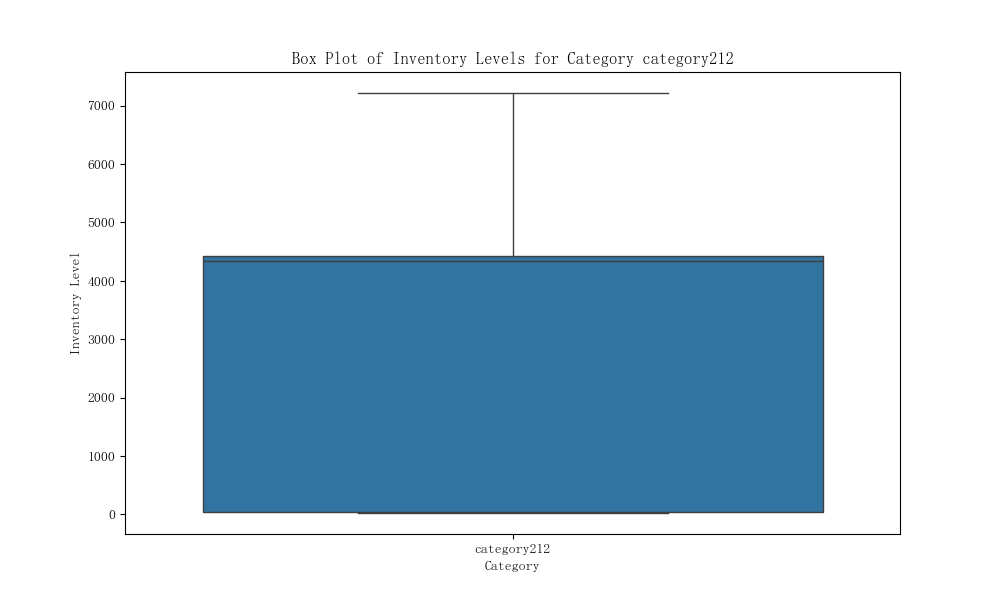 Box Plot of Inventory Levels for Category category212
7000
6000
5000
4000
3000
2000
1000
0
Inventory Level
category212
Category